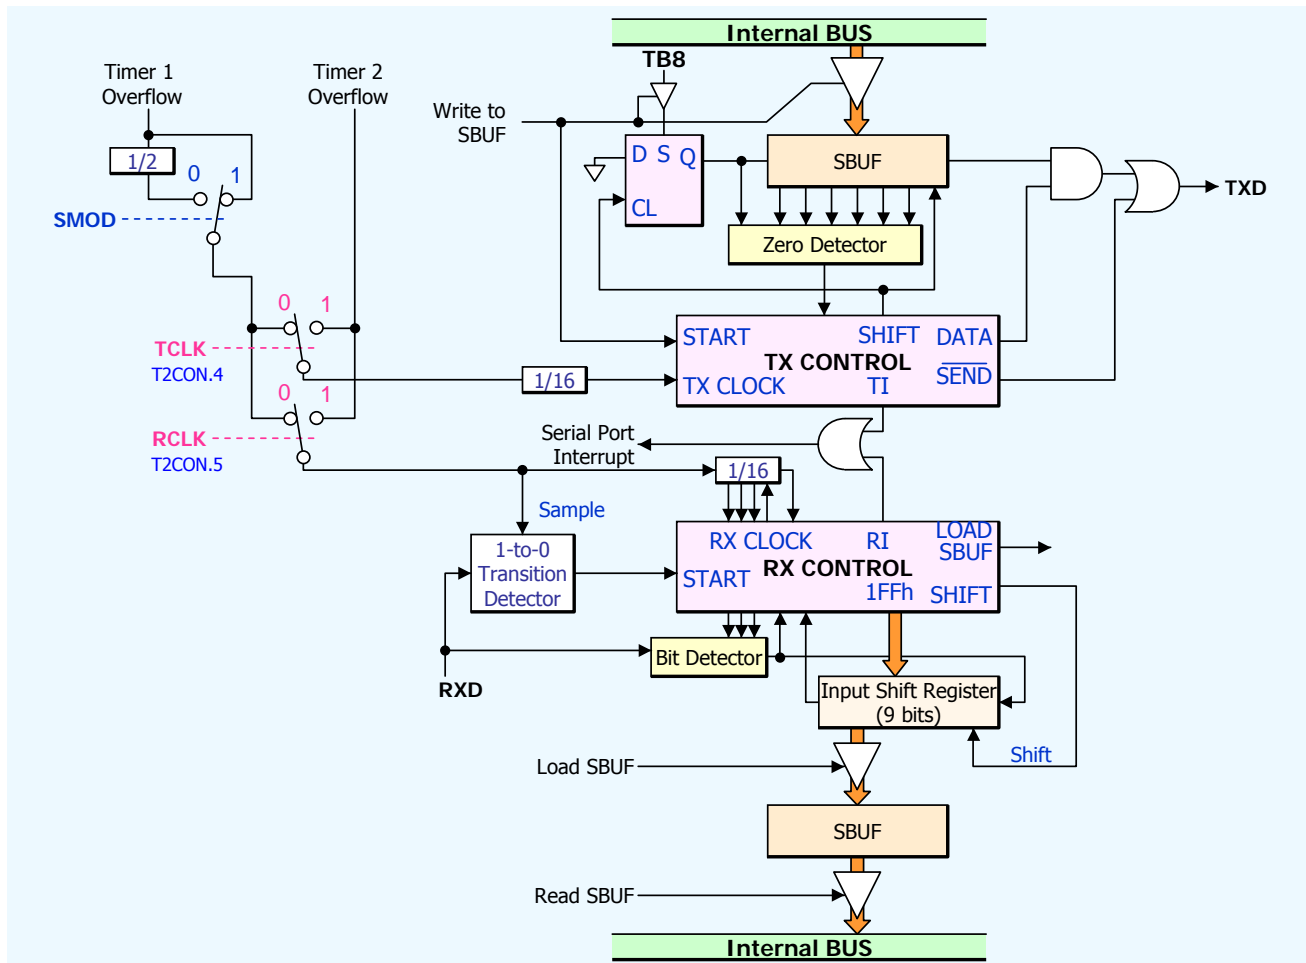 Internal BUS
TB8
Timer 1
Overflow
Timer 2
Overflow
Write to
SBUF
1/2
0
1
SMOD
D
S
Q
CL
SBUF
TXD
Zero Detector
0
1
TCLK
T2CON.4
START
SHIFT
DATA
TX CONTROL
TX CLOCK
TI
SEND
1/16
0
1
RCLK
T2CON.5
Serial Port
Interrupt
1/16
Sample
1-to-0
Transition
Detector
RX CLOCK
RI
LOAD
SBUF
RX CONTROL
START
1FFh
SHIFT
Bit Detector
RXD
Input Shift Register
(9 bits)
Shift
Load SBUF
SBUF
Read SBUF
Internal BUS